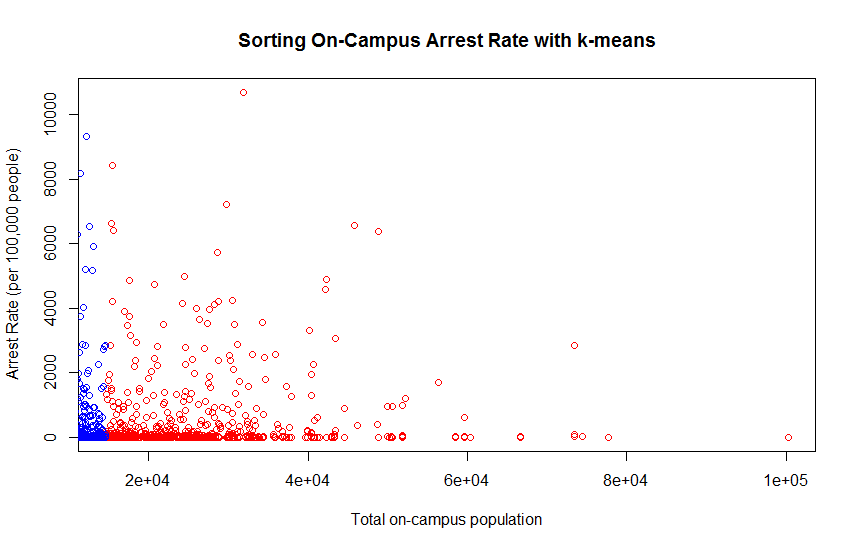 Sorting On-Campus Arrest Rate with k-means
Arrest Rate (per 100,000 people)
10000
8000
6000
4000
2000
0
2e+04 4e+04 6e+04 8e+04 1e+05
Total on-campus population